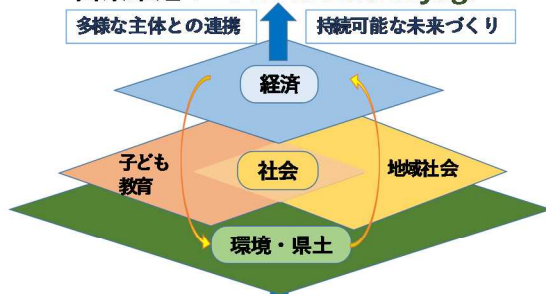 多様な主体との連携
持続可能な未来づくり
経済
子ども
教育
社会
地域社会
環境・県土